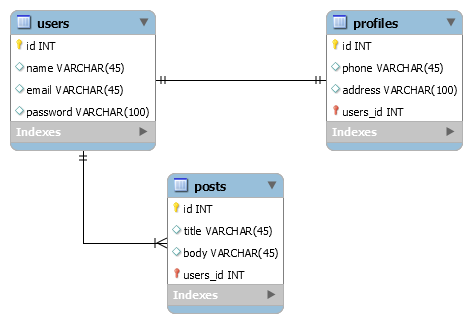 users
id INT
name VARCHAR(45)
email VARCHAR(45)
password VARCHAR(100)
Indexes
profiles
id INT
phone VARCHAR(45)
address VARCHAR(100)
users_id INT
Indexes
posts
id INT
title VARCHAR(45)
body VARCHAR(45)
users_id INT
Indexes